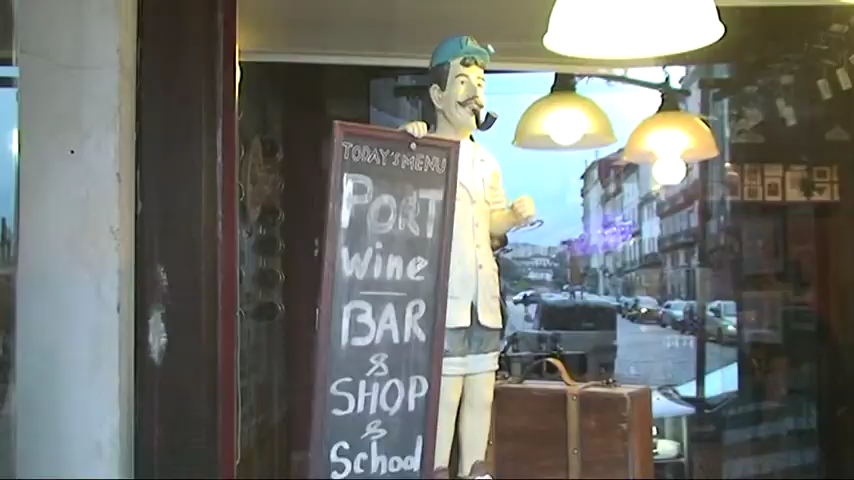 TODAY'S MENU
PORT
Wine
BAR
&
SHOP
&
School